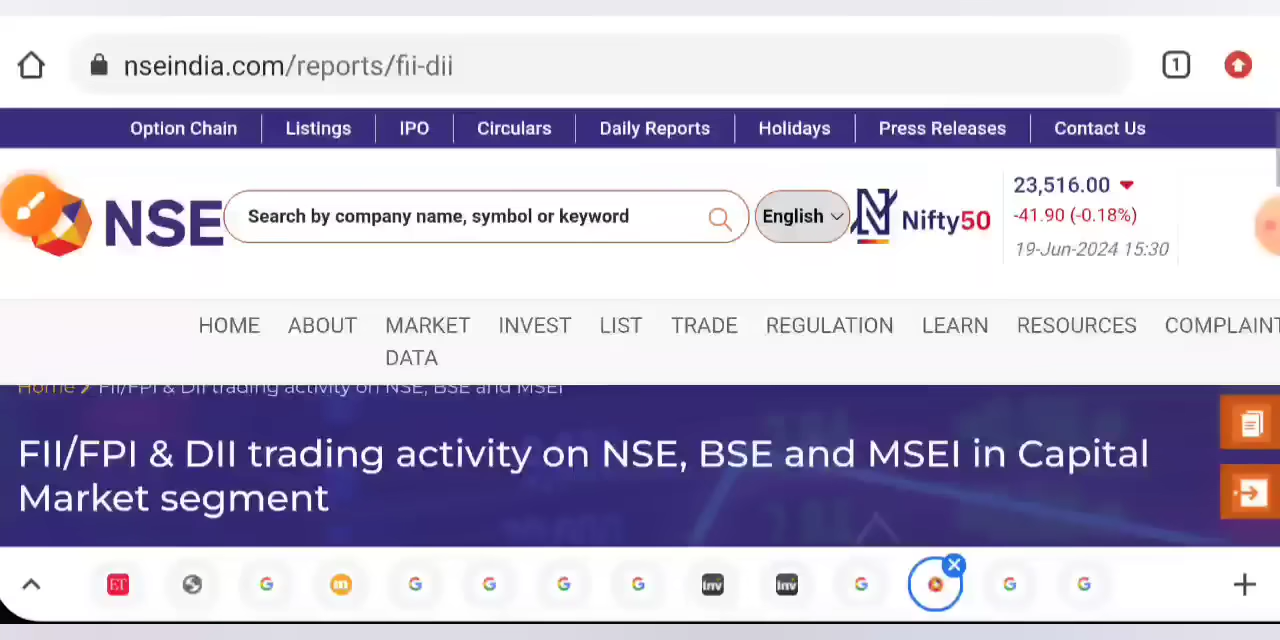 nseindia.com/reports/fii-dii
1
Option Chain
Listings
IPO
Circulars
Daily Reports
Holidays
Press Releases
Contact Us
NSE
Search by company name, symbol or keyword
English
Nifty50
23,516.00
-41.90 (-0.18%)
19-Jun-2024 15:30
HOME
ABOUT
MARKET DATA
INVEST
LIST
TRADE
REGULATION
LEARN
RESOURCES
COMPLAINT
Home > FII/FPI & DII trading activity on NSE, BSE and MSEI
FII/FPI & DII trading activity on NSE, BSE and MSEI in Capital
Market segment
ET
G
m
G
G
G
G
Inv
Inv
G
G
G